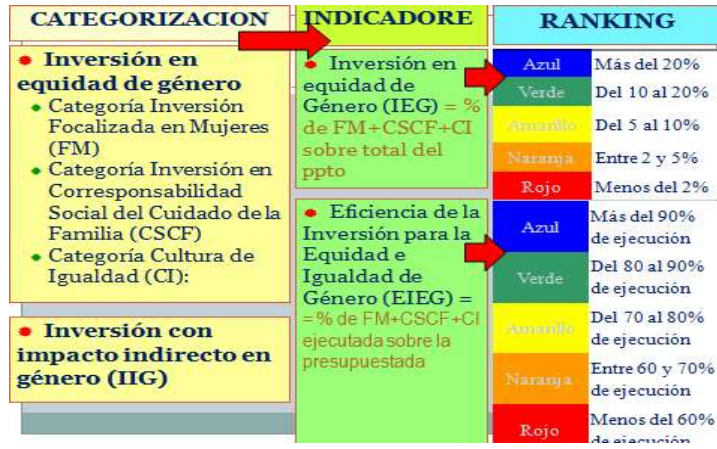 CATEGORIZACION
Inversión en
equidad de género
Categoría Inversión
Focalizada en Mujeres
(FM)
Categoría Inversión en
Corresponsabilidad
Social del Cuidado de la
Familia (CSCF)
Categoría Cultura de
Igualdad (CI):
Inversión con
impacto indirecto en
género (IIG)
INDICADORE
Inversión en
equidad de
Género (IEG) = %
de FM+CSCF+CI
sobre total del
ppto
Eficiencia de la
Inversión para la
Equidad e
Igualdad de
Género (EIEG) =
= % de FM+CSCF+CI
ejecutada sobre la
presupuestada
RANKING
Azul Más del 20%
Verde Del 10 al 20%
Amarillo Del 5 al 10%
Naranja Entre 2 y 5%
Rojo Menos del 2%
Azul Más del 90%
de ejecución
Verde Del 80 al 90%
de ejecución
Amarillo Del 70 al 80%
de ejecución
Naranja Entre 60 y 70%
de ejecución
Rojo Menos del 60%
de ejecución